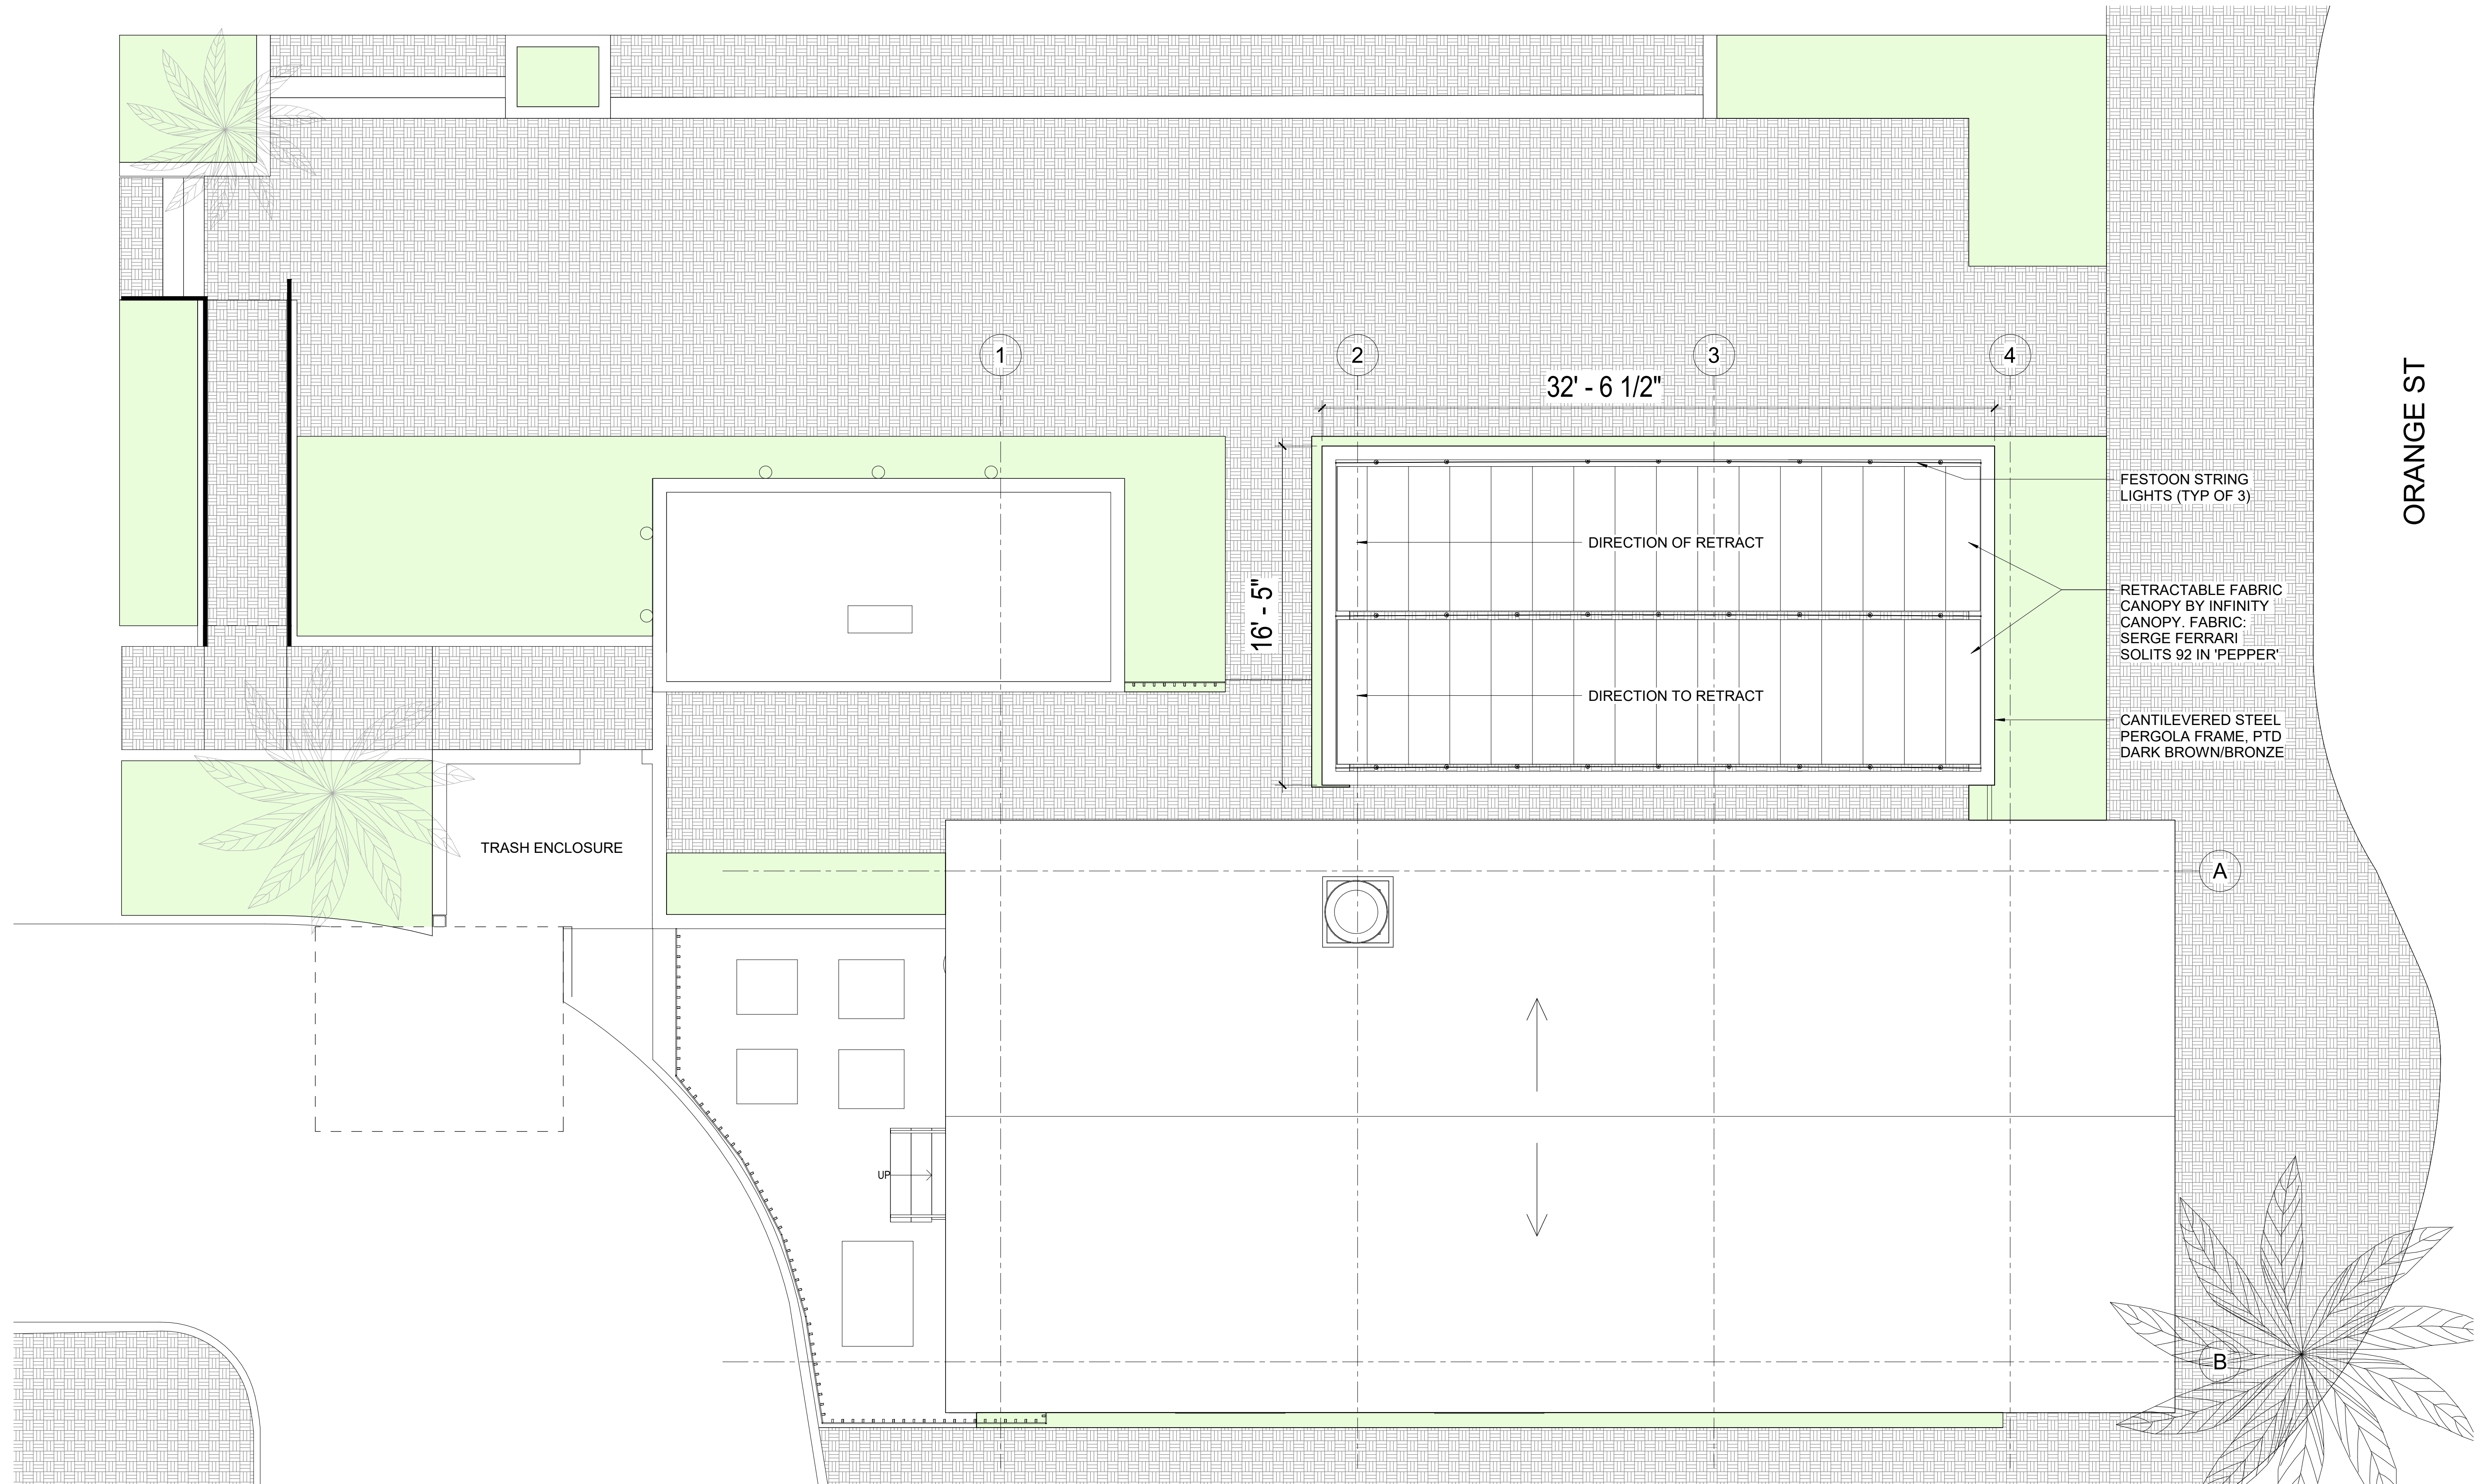 1
2
3
4
32' - 6 1/2"
ORANGE ST
FESTOON STRING
LIGHTS (TYP OF 3)
DIRECTION OF RETRACT
16' - 5"
RETRACTABLE FABRIC
CANOPY BY INFINITY
CANOPY. FABRIC:
SERGE FERRARI
SOLITS 92 IN 'PEPPER'
DIRECTION TO RETRACT
CANTILEVERED STEEL
PERGOLA FRAME, PTD
DARK BROWN/BRONZE
TRASH ENCLOSURE
A
UP
B